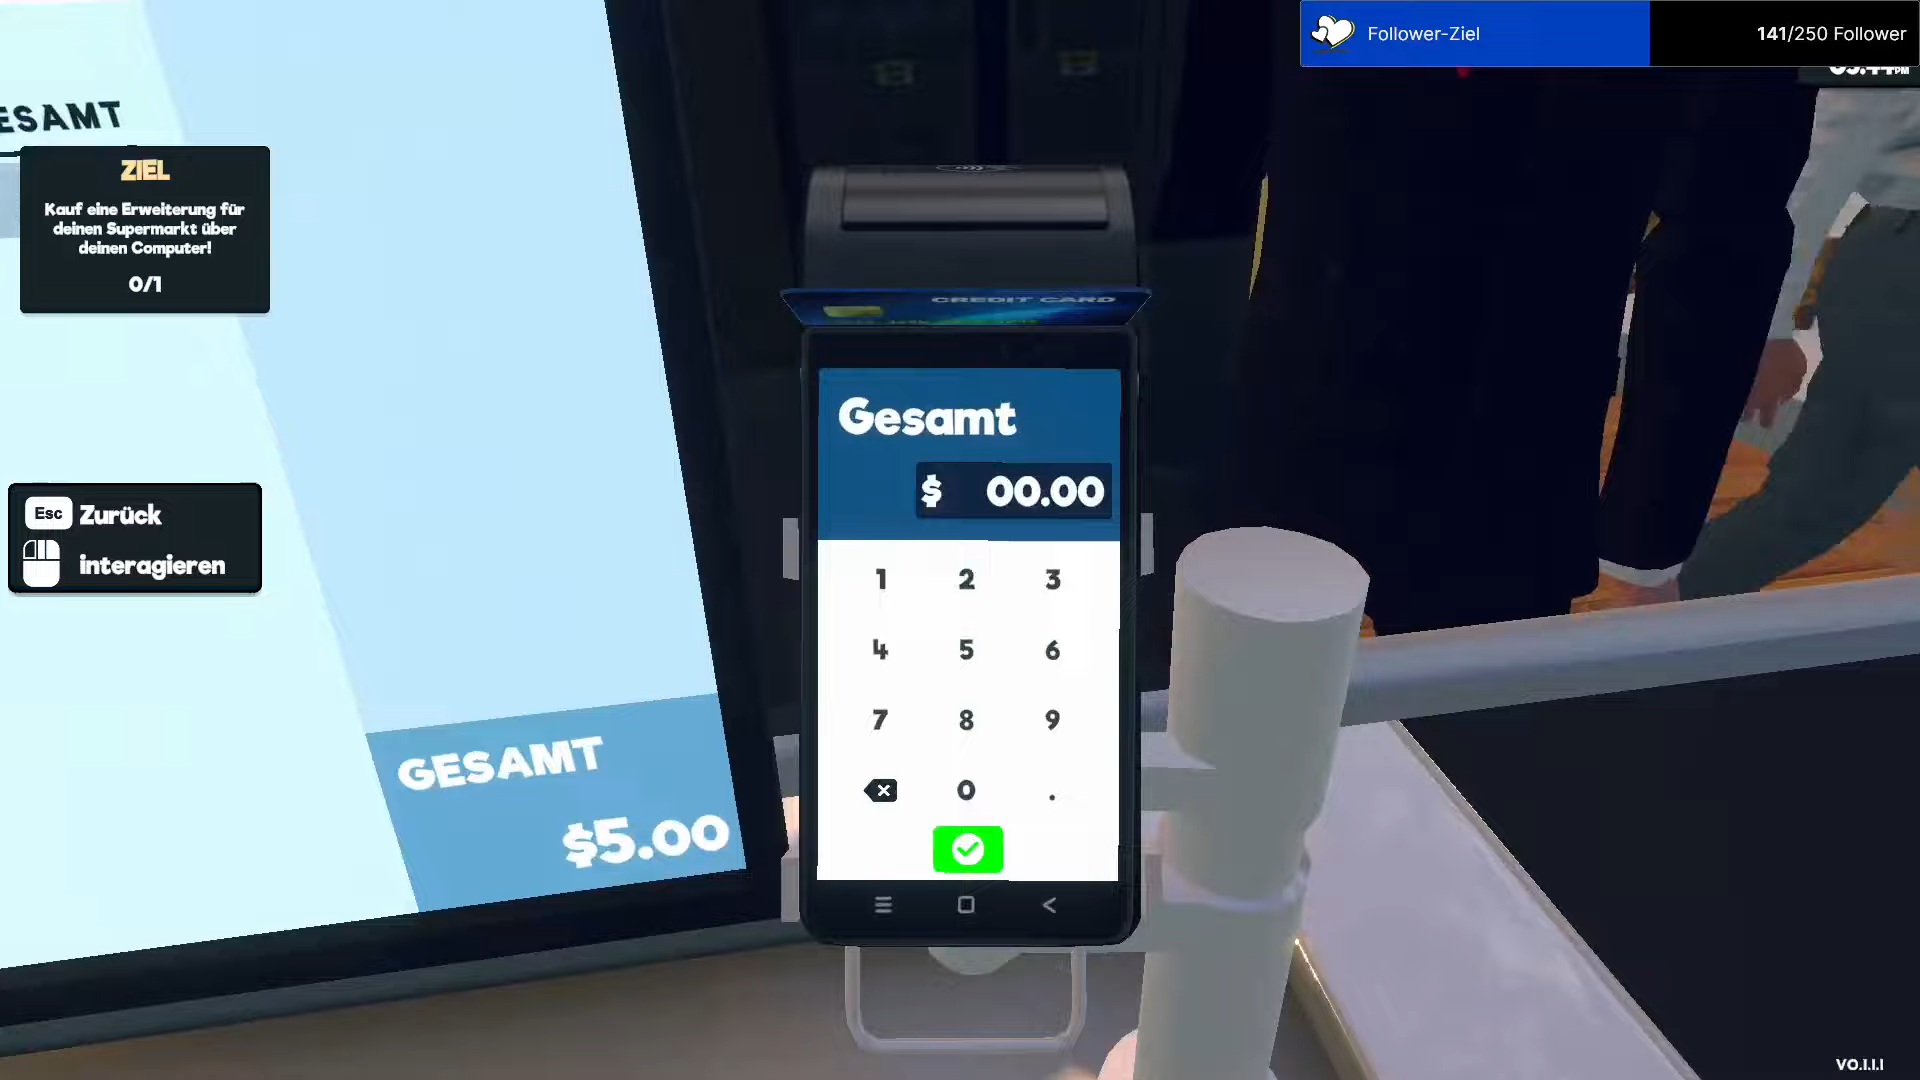 Follower-Ziel
141/250 Follower
ESAMT
ZIEL
Kauf eine Erweiterung für
deinen Supermarkt über
deinen Computer!
0/1
Esc Zurück
interagieren
CREDIT CARD
Gesamt
$ 00.00
1 2 3
4 5 6
7 8 9
0 .
GESAMT
$5.00
V0.1.1.1